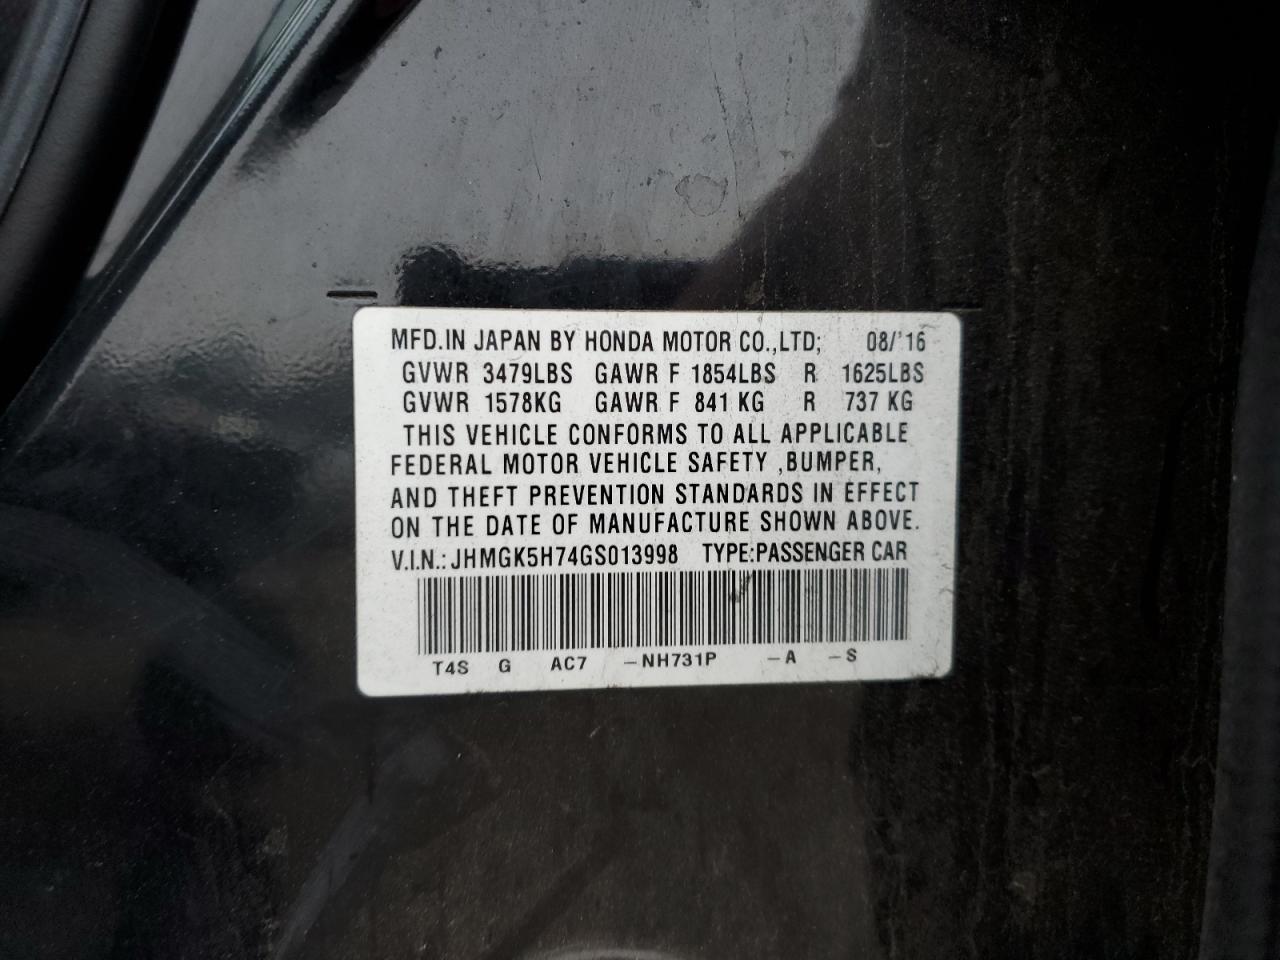 MFD.IN JAPAN BY HONDA MOTOR CO.,LTD; 08/'16
GVWR 3479LBS GAWR F 1854LBS R 1625LBS
GVWR 1578KG GAWR F 841 KG R 737 KG
THIS VEHICLE CONFORMS TO ALL APPLICABLE
FEDERAL MOTOR VEHICLE SAFETY ,BUMPER,
AND THEFT PREVENTION STANDARDS IN EFFECT
ON THE DATE OF MANUFACTURE SHOWN ABOVE.
V.I.N.: JHMGK5H74GS013998 TYPE:PASSENGER CAR
T4S G AC7 –NH731P –A –S